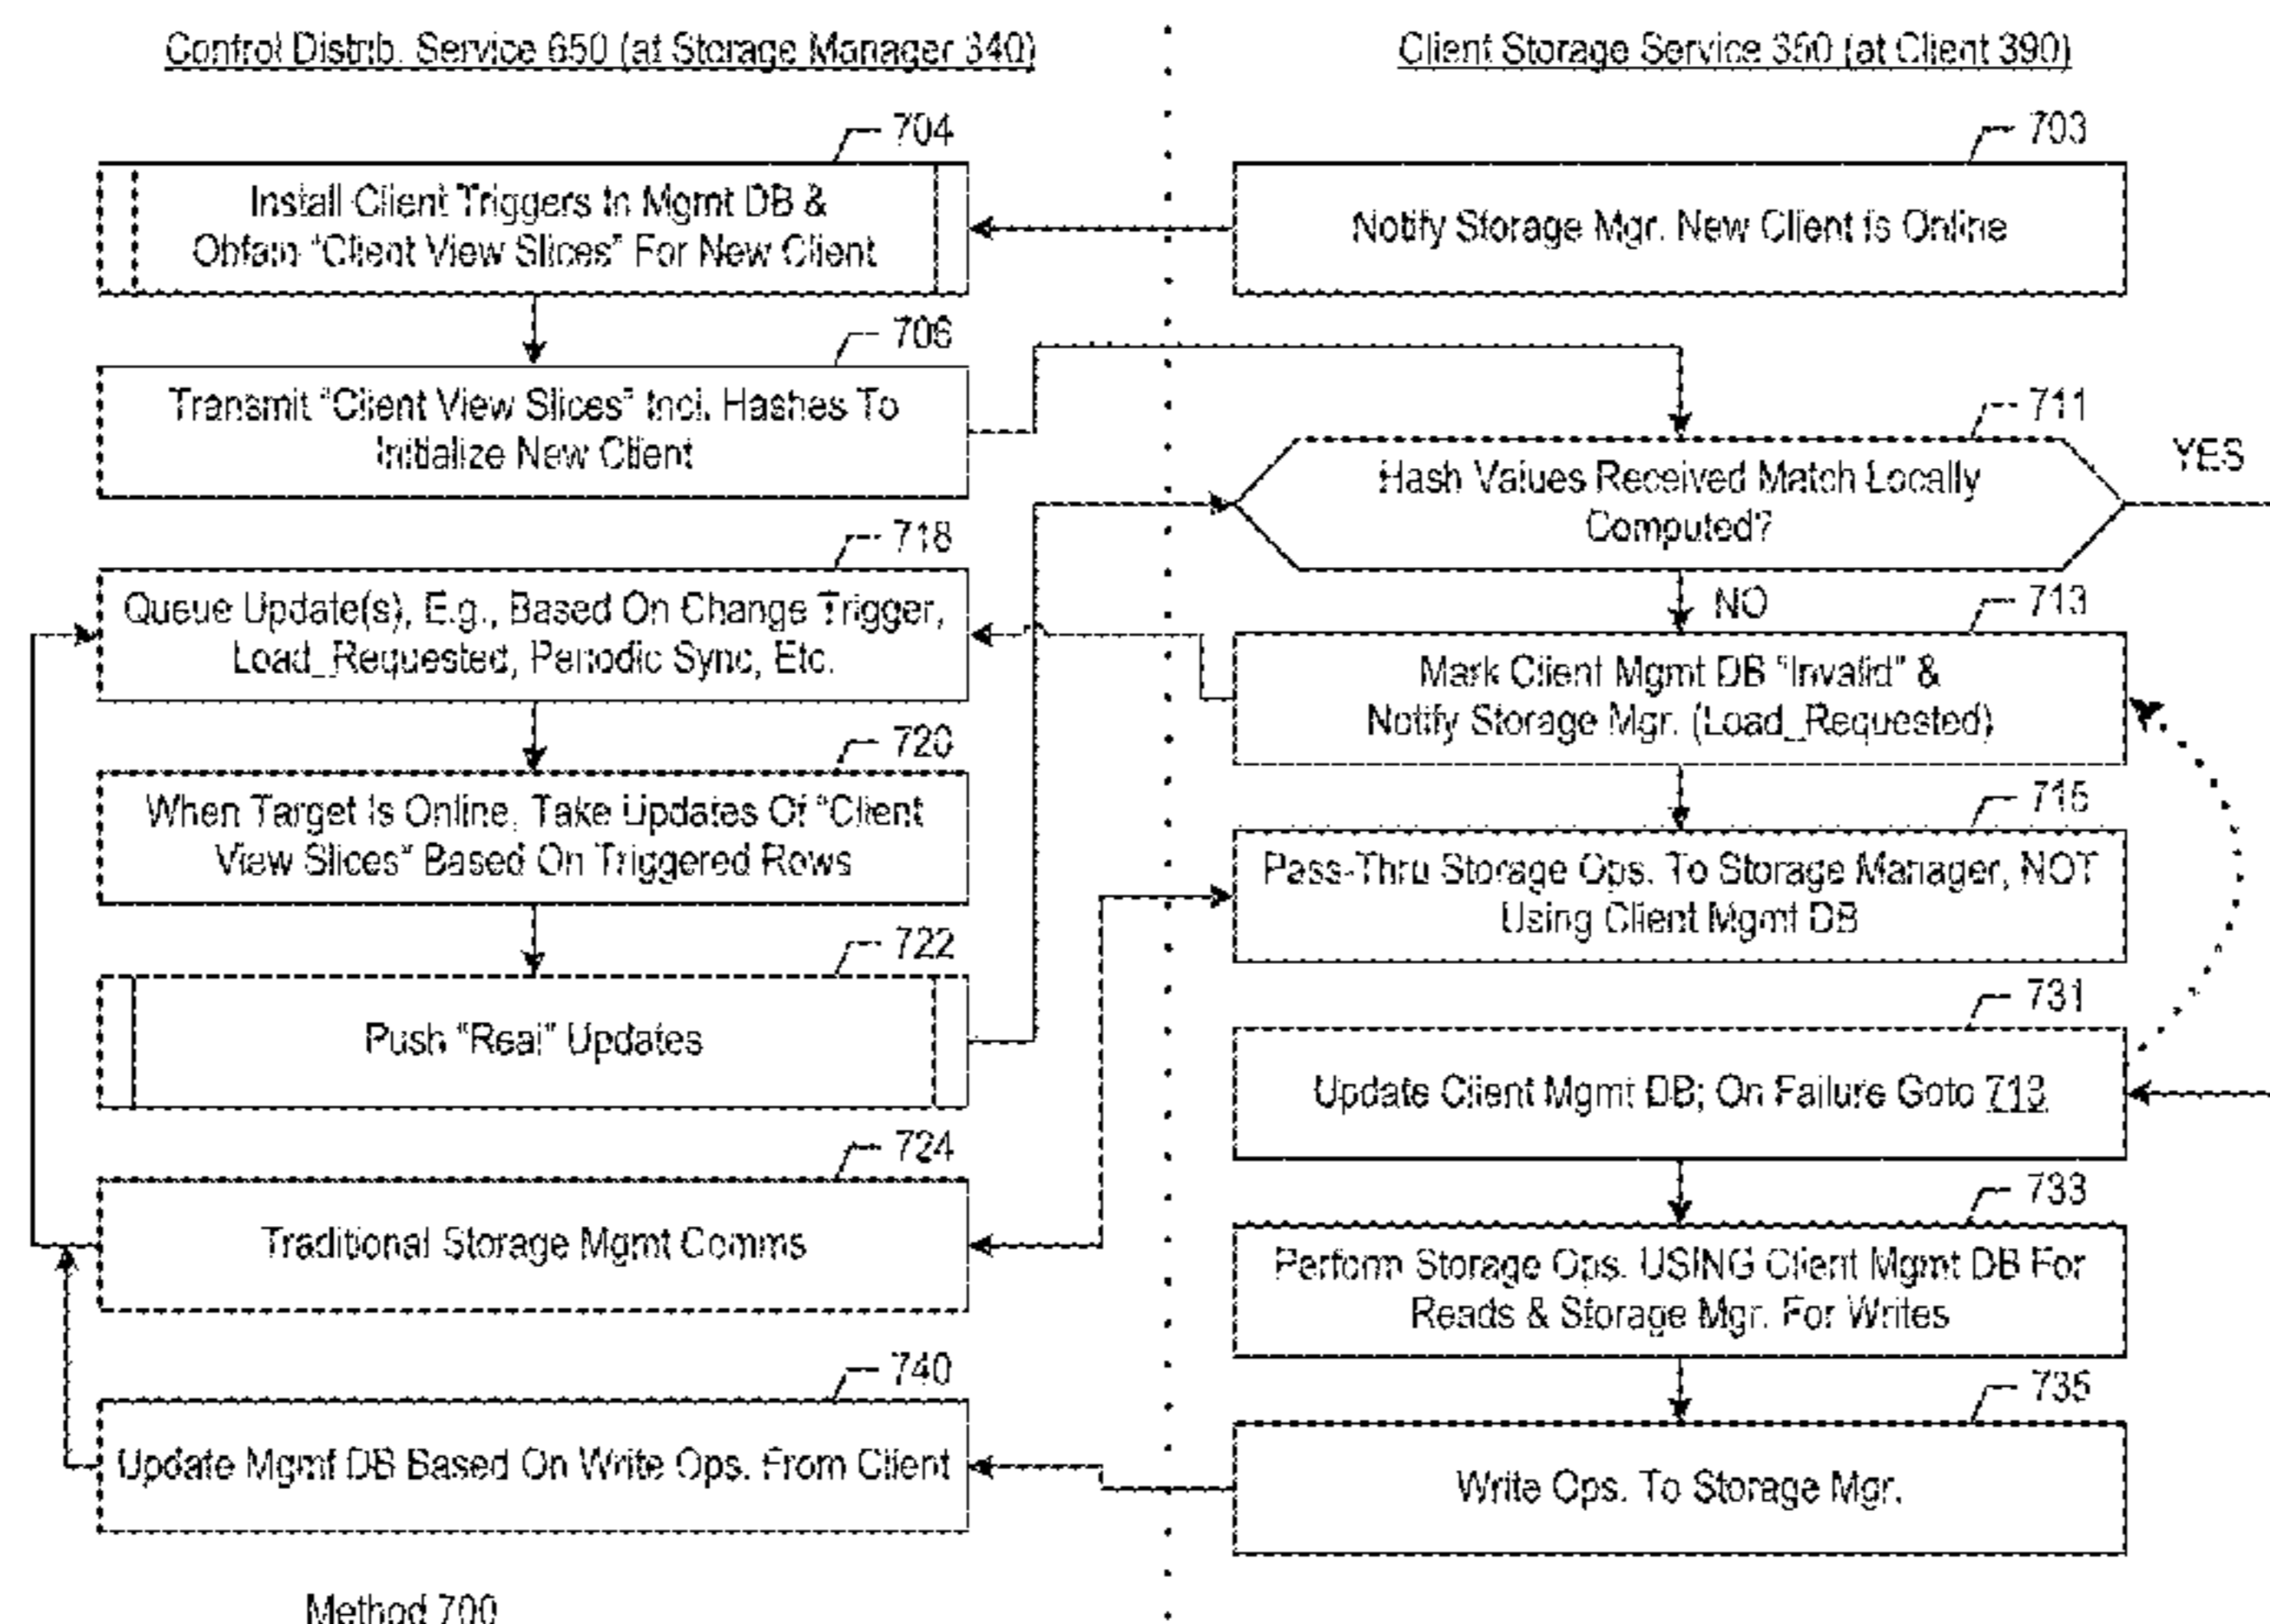 Control Distrib. Service 650 (at Storage Manager 340)
Client Storage Service 350 (at Client 390)
704
Install Client Triggers In Mgmt DB &
Obtain "Client View Slices" For New Client
703
Notify Storage Mgr. New Client is Online
706
Transmit "Client View Slices" Incl. Hashes To
Initialize New Client
711
Hash Values Received Match Locally
Computed?
YES
NO
718
Queue Update(s), E.g., Based On Change Trigger,
Load_Requested, Periodic Sync, Etc.
713
Mark Client Mgmt DB "Invalid" &
Notify Storage Mgr. (Load_Requested)
720
When Target Is Online, Take Updates Of "Client
View Slices" Based On Triggered Rows
715
Pass-Thru Storage Ops. To Storage Manager, NOT
Using Client Mgmt DB
722
Push "Real" Updates
731
Update Client Mgmt DB; On Failure Goto 713
724
Traditional Storage Mgmt Comms
733
Perform Storage Ops. USING Client Mgmt DB For
Reads & Storage Mgr. For Writes
740
Update Mgmt DB Based On Write Ops. From Client
735
Write Ops. To Storage Mgr.
Method 700